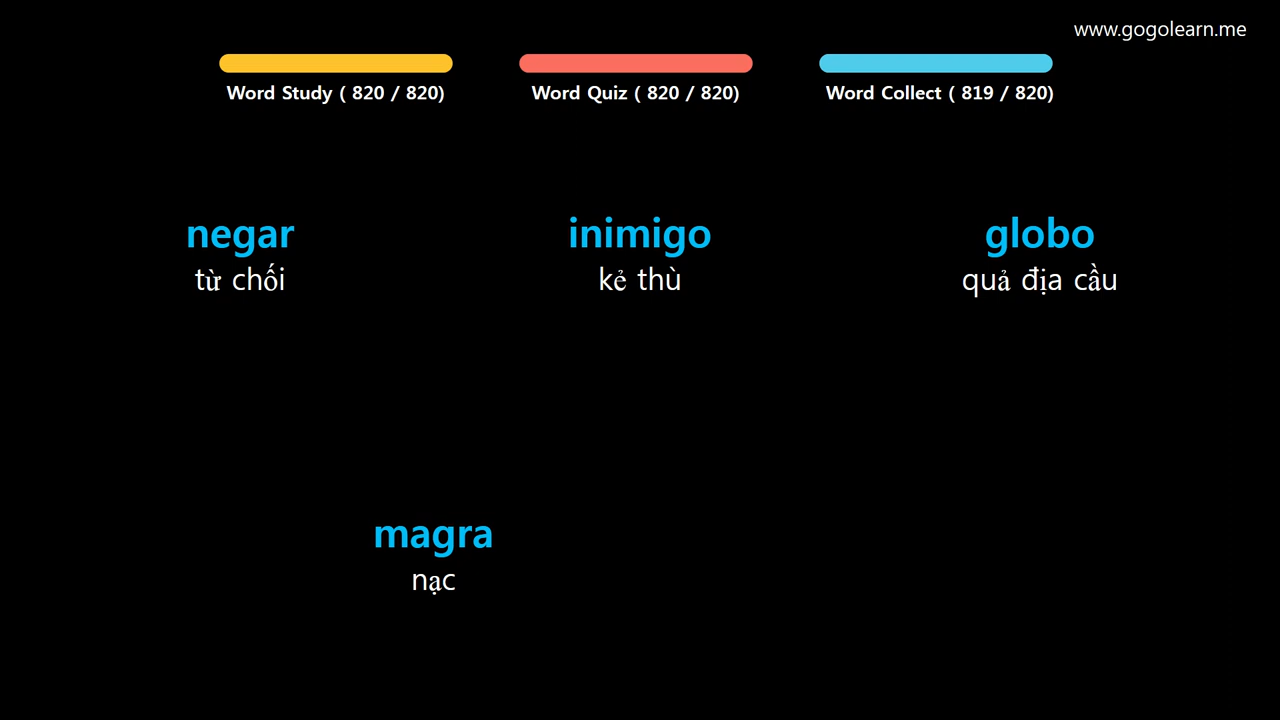 www.gogolearn.me
Word Study ( 820 / 820)
Word Quiz ( 820 / 820)
Word Collect ( 819 / 820)
negar
từ chối
inimigo
kẻ thù
globo
quả địa cầu
magra
nạc